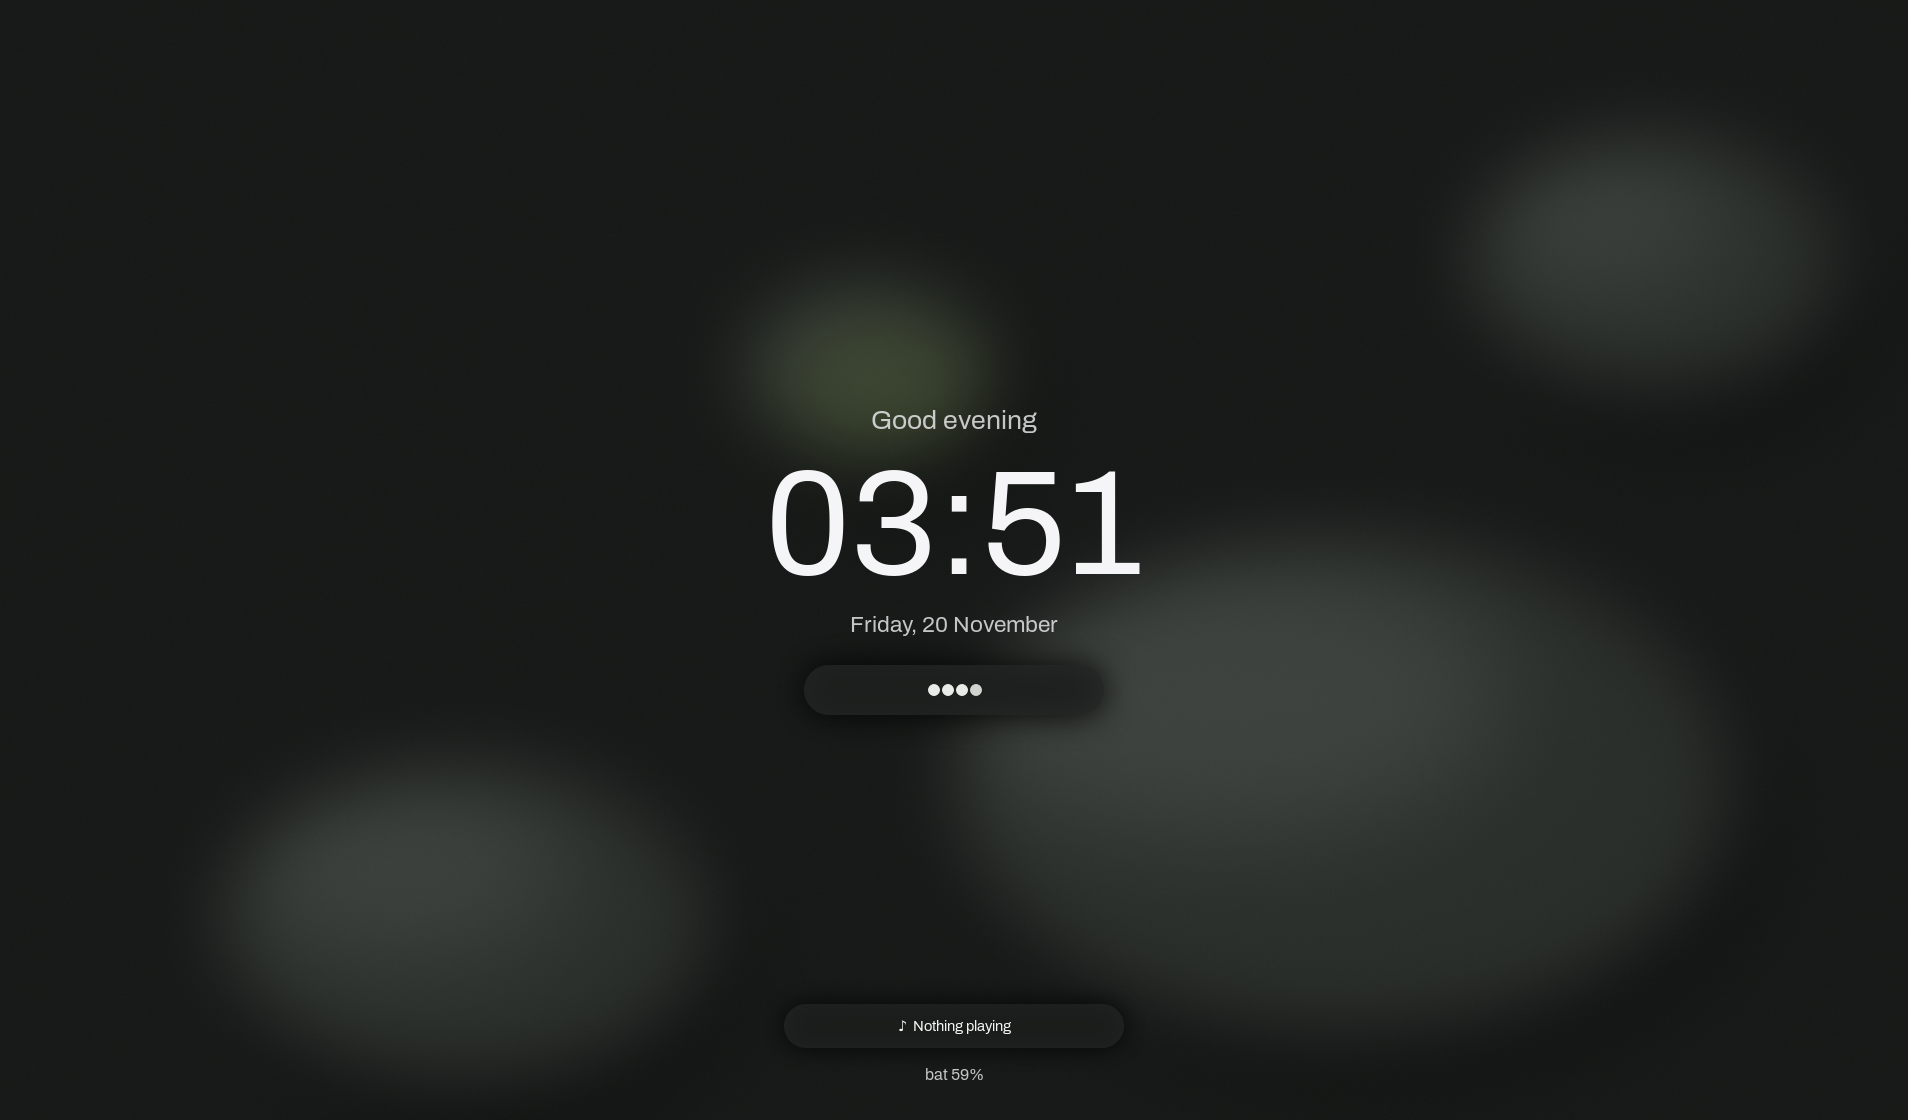 Good evening
03:51
Friday, 20 November
♪ Nothing playing
bat 59%